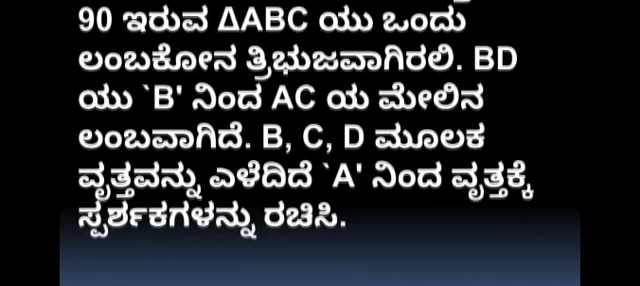 90 ಇರುವ ΔABC ಯು ಒಂದು
ಲಂಬಕೋನ ತ್ರಿಭುಜವಾಗಿರಲಿ. BD
ಯು `B' ನಿಂದ AC ಯ ಮೇಲಿನ
ಲಂಬವಾಗಿದೆ. B, C, D ಮೂಲಕ
ವೃತ್ತವನ್ನು ಎಳೆದಿದೆ `A' ನಿಂದ ವೃತ್ತಕ್ಕೆ
ಸ್ಪರ್ಶಕಗಳನ್ನು ರಚಿಸಿ.